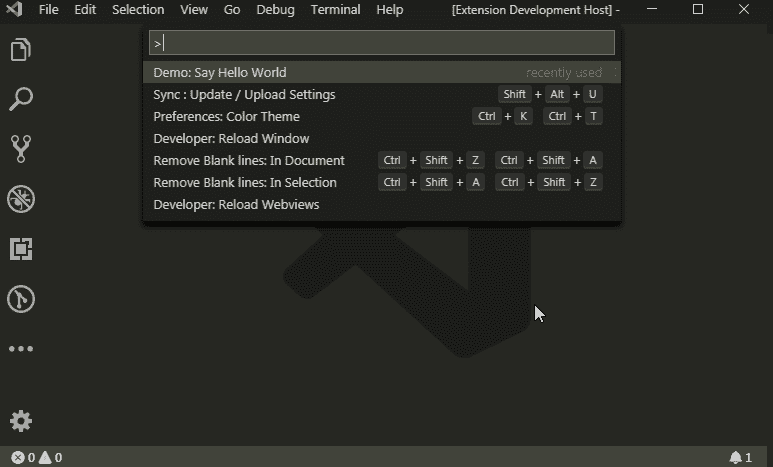 File Edit Selection View Go Debug Terminal Help [Extension Development Host] -
>
Demo: Say Hello World recently used
Sync : Update / Upload Settings Shift + Alt + U
Preferences: Color Theme Ctrl + K Ctrl + T
Developer: Reload Window
Remove Blank lines: In Document Ctrl + Shift + Z Ctrl + Shift + A
Remove Blank lines: In Selection Ctrl + Shift + A Ctrl + Shift + Z
Developer: Reload Webviews
0 0 1